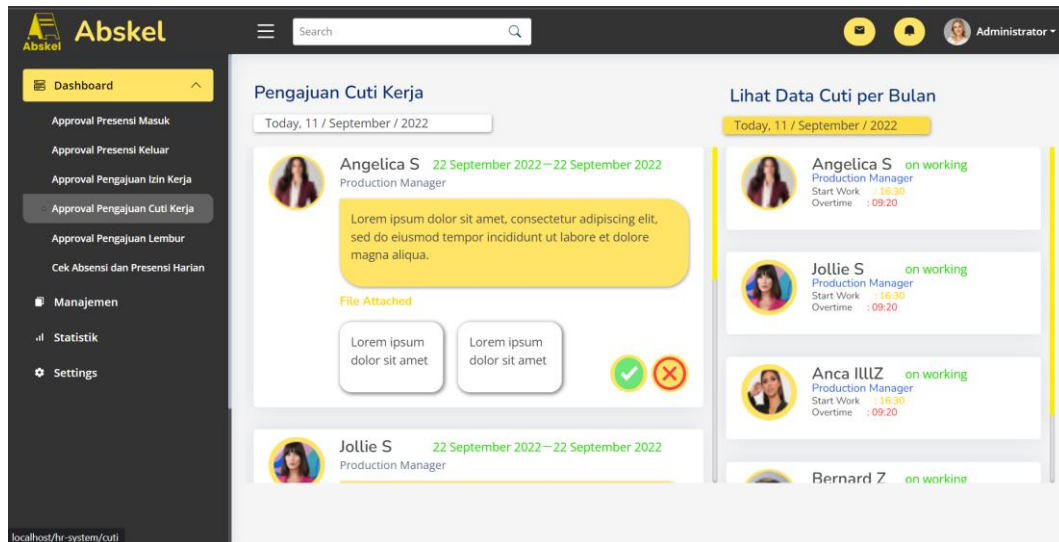 Abskel
Abskel
Search
Administrator
Dashboard
Approval Presensi Masuk
Approval Presensi Keluar
Approval Pengajuan Izin Kerja
Approval Pengajuan Cuti Kerja
Approval Pengajuan Lembur
Cek Absensi dan Presensi Harian
Manajemen
Statistik
Settings
localhost/hr-system/cuti
Pengajuan Cuti Kerja
Today, 11 / September / 2022
Angelica S 22 September 2022—22 September 2022
Production Manager
Lorem ipsum dolor sit amet, consectetur adipiscing elit,
sed do eiusmod tempor incididunt ut labore et dolore
magna aliqua.
File Attached
Lorem ipsum
dolor sit amet
Lorem ipsum
dolor sit amet
Jollie S 22 September 2022—22 September 2022
Production Manager
Lihat Data Cuti per Bulan
Today, 11 / September / 2022
Angelica S on working
Production Manager
Start Work : 16:30
Overtime : 09:20
Jollie S on working
Production Manager
Start Work : 16:30
Overtime : 09:20
Anca IlllZ on working
Production Manager
Start Work : 16:30
Overtime : 09:20
Bernard Z on working